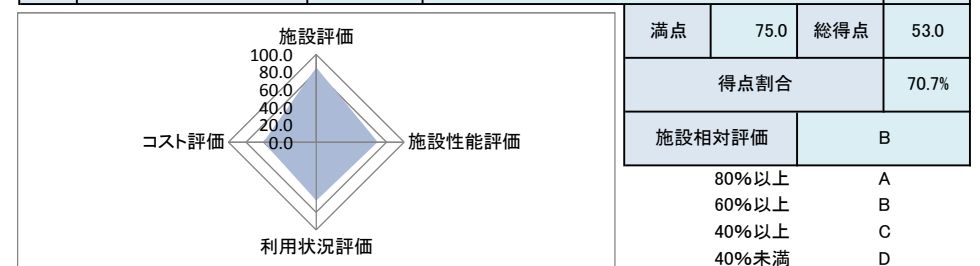 施設評価
100.0
80.0
60.0
40.0
20.0
0.0
コスト評価
施設性能評価
利用状況評価
満点 75.0 総得点 53.0
得点割合 70.7%
施設相対評価 B
80%以上 A
60%以上 B
40%以上 C
40%未満 D